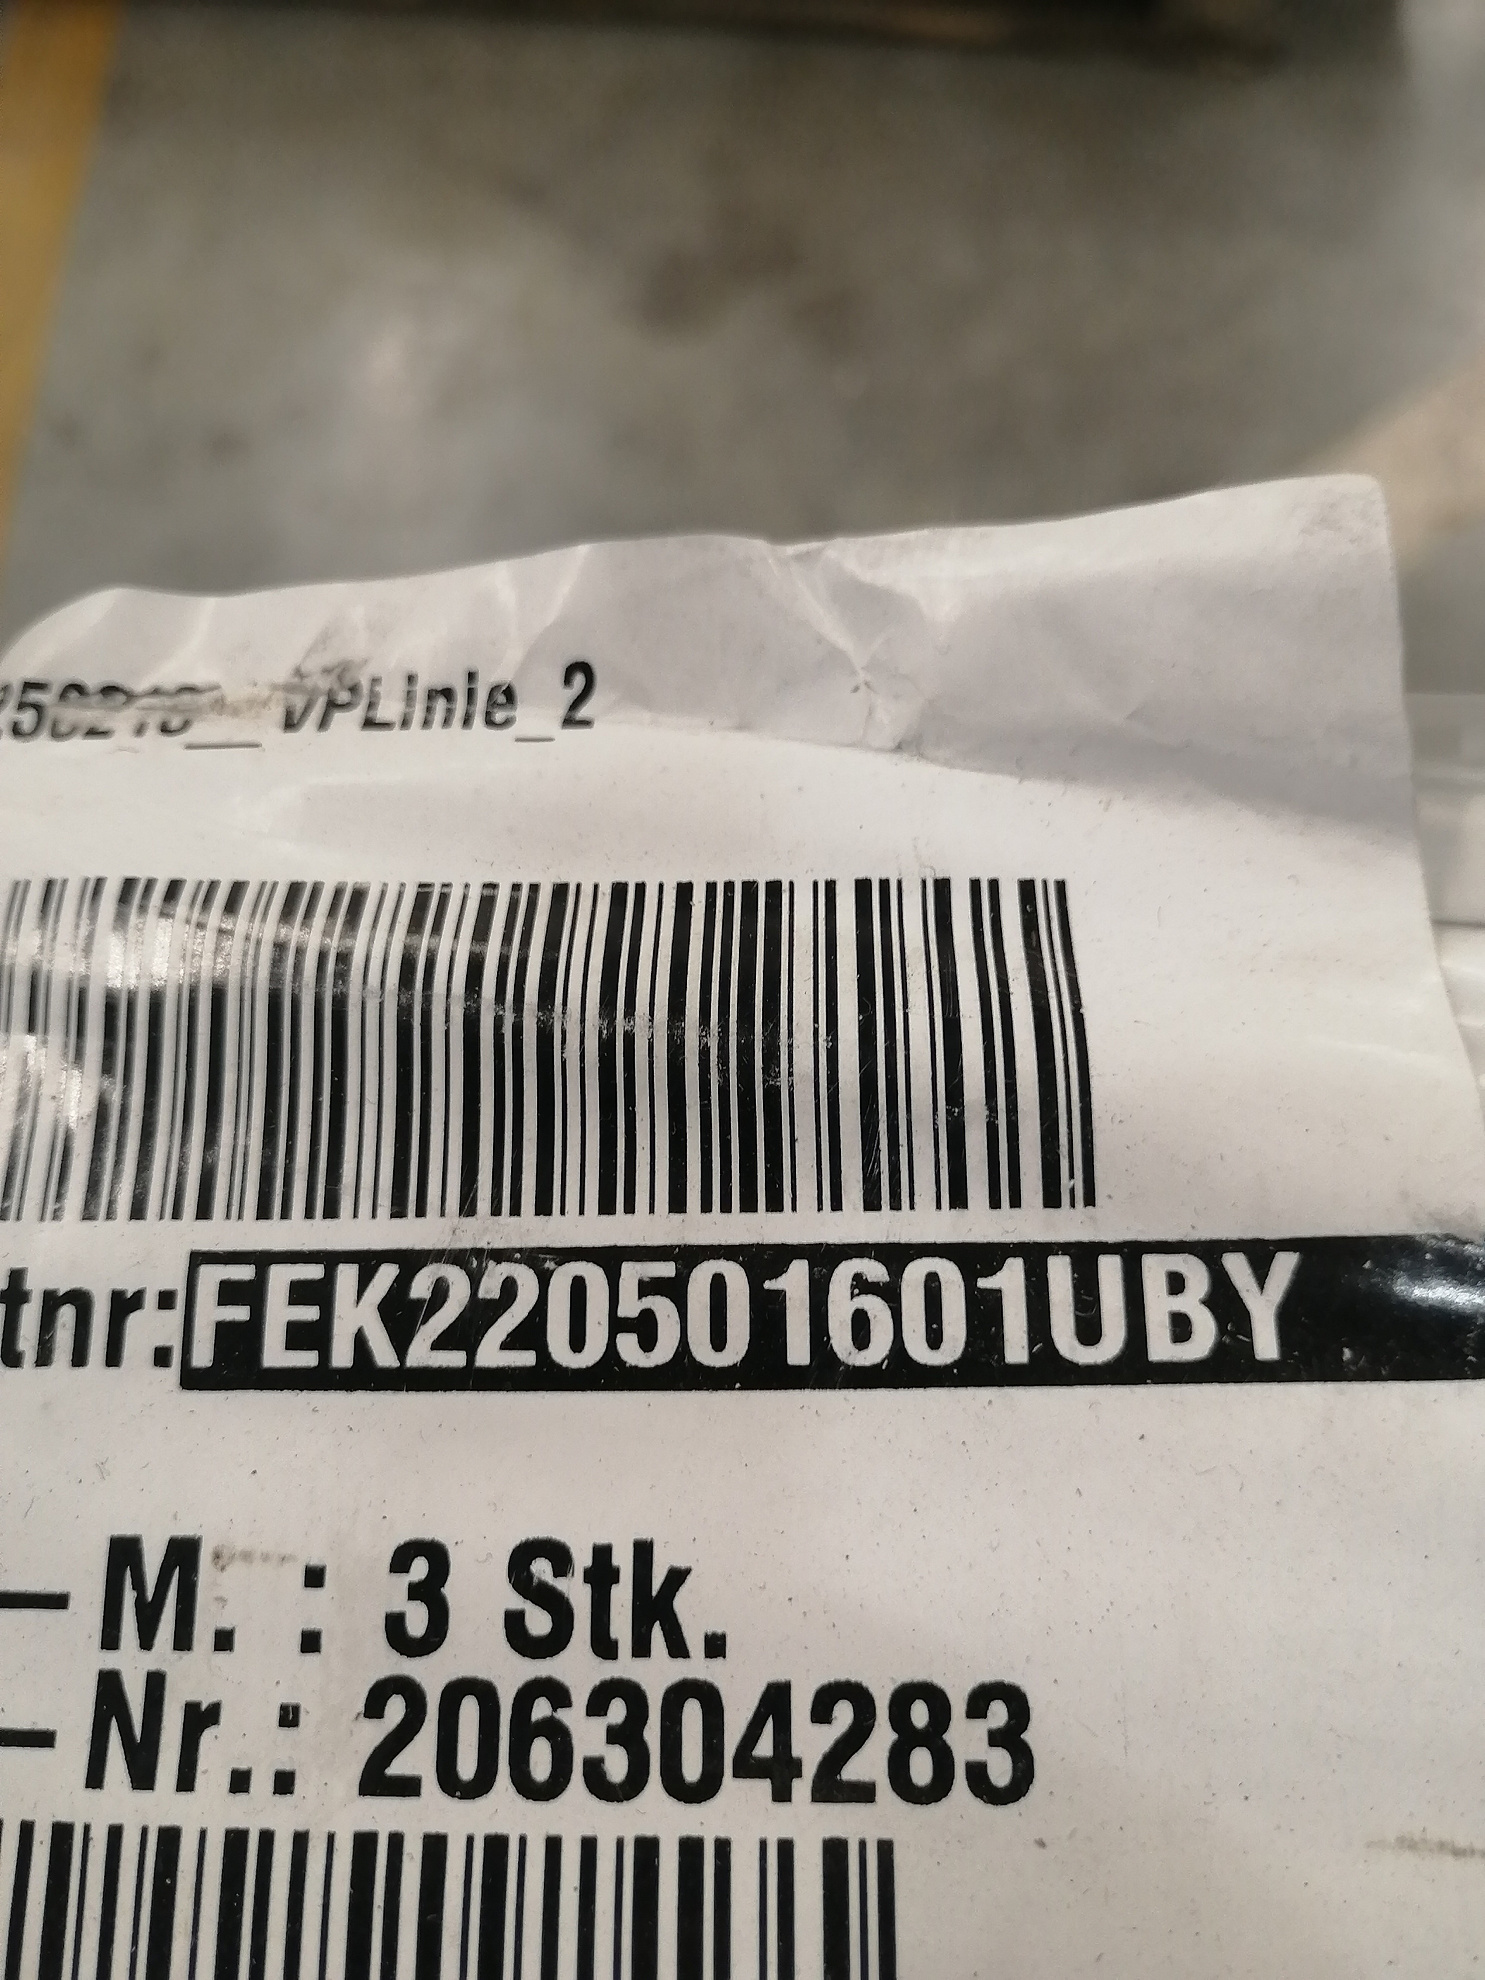 VPLinie_2
tnr:FEK220501601UBY
-M. : 3 Stk.
-Nr.: 206304283